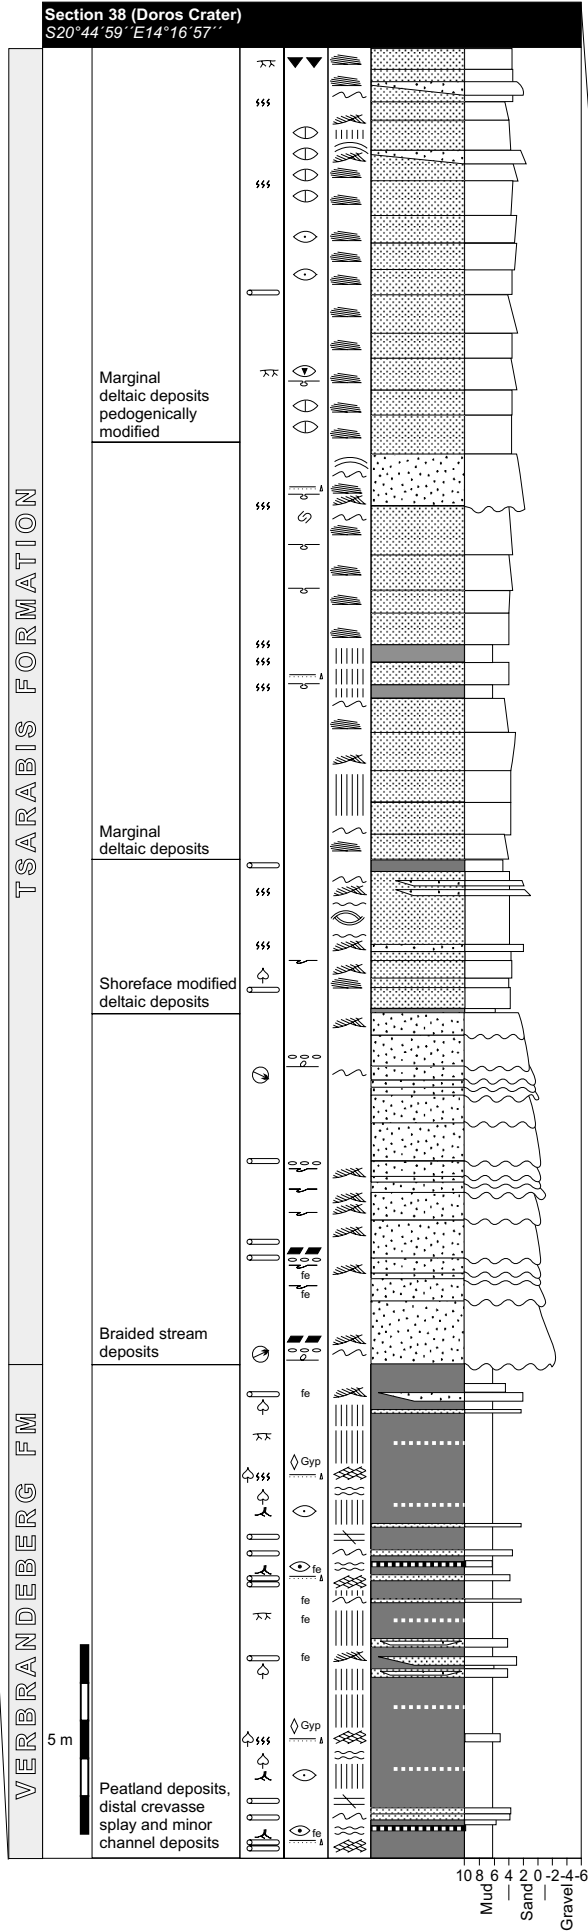 Section 38 (Doros Crater)
S20°44´59´´E14°16´57´´
TSARABIS FORMATION
Marginal
deltaic deposits
pedogenically
modified
Marginal
deltaic deposits
Shoreface modified
deltaic deposits
fe
fe
Braided stream
deposits
VERBRANDEBERG FM
fe
Gyp
fe
fe
fe
fe
Gyp
5 m
Peatland deposits,
distal crevasse
splay and minor
channel deposits
fe
10 8 6 4 2 0 -2 -4 -6
Mud
Sand
Gravel